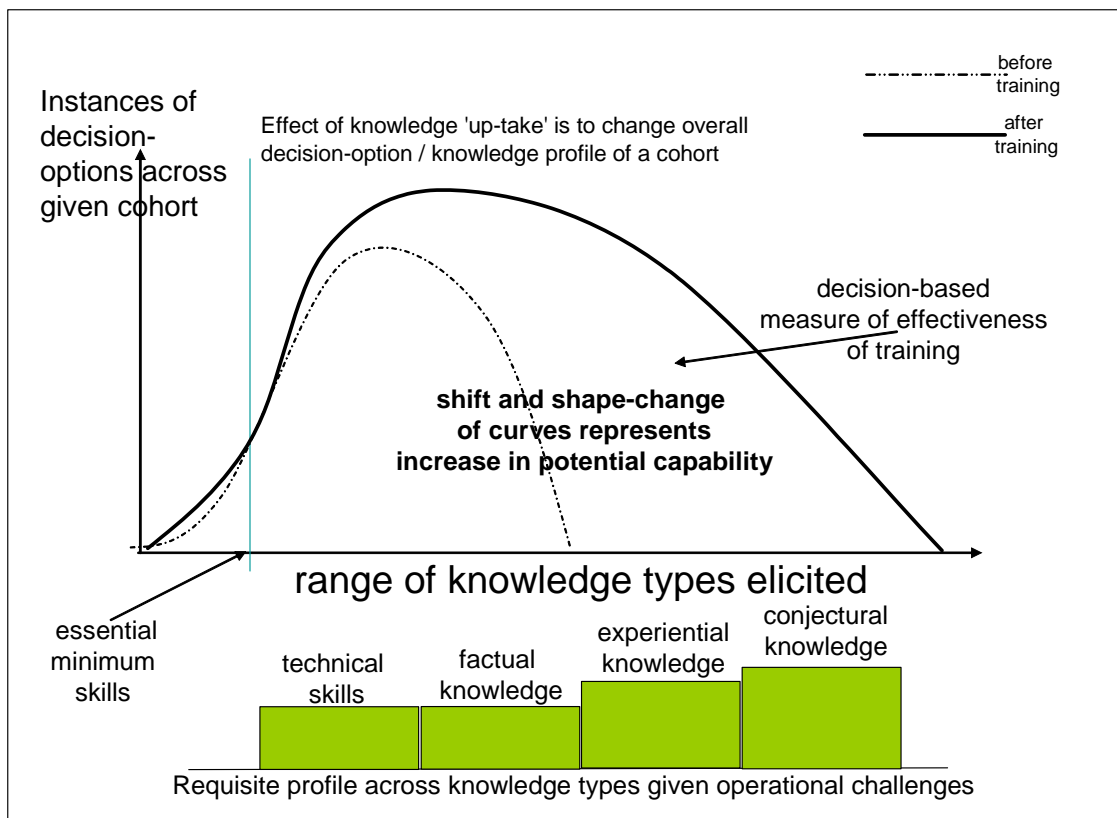 before
training
after
training
Instances of
decision-
options across
given cohort
Effect of knowledge 'up-take' is to change overall
decision-option / knowledge profile of a cohort
decision-based
measure of effectiveness
of training
shift and shape-change
of curves represents
increase in potential capability
range of knowledge types elicited
essential
minimum
skills
technical
skills
factual
knowledge
experiential
knowledge
conjectural
knowledge
Requisite profile across knowledge types given operational challenges